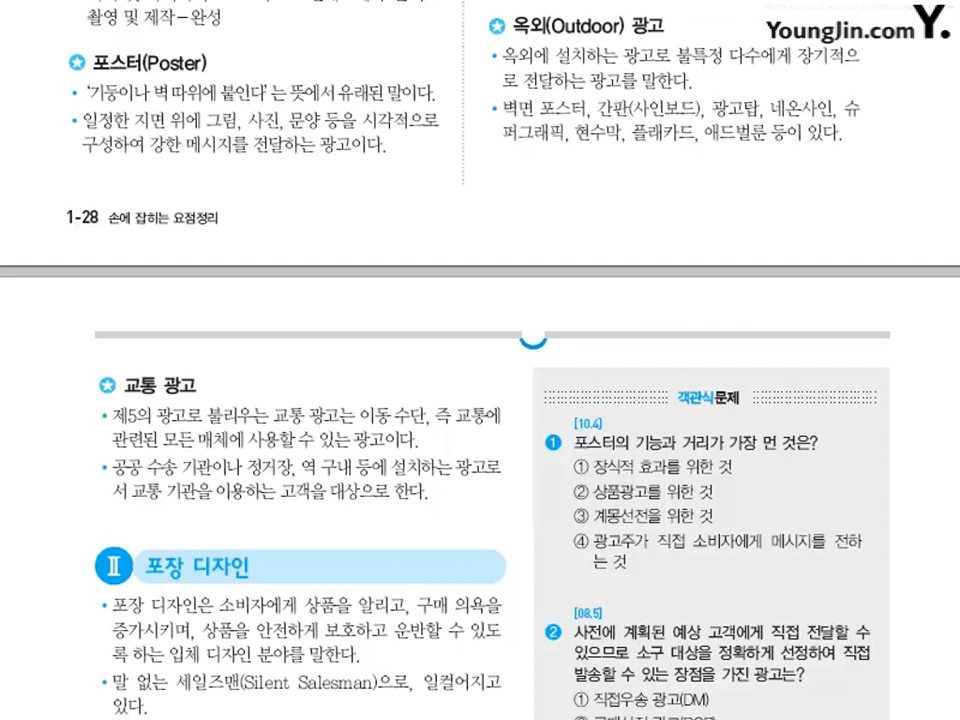 촬영 및 제작-완성
포스터(Poster)
• ‘기둥이나 벽 따위에 붙인다’는 뜻에서 유래된 말이다.
• 일정한 지면 위에 그림, 사진, 문양 등을 시각적으로
구성하여 강한 메시지를 전달하는 광고이다.
옥외(Outdoor) 광고
YoungJin.com Y.
• 옥외에 설치하는 광고로 불특정 다수에게 장기적으
로 전달하는 광고를 말한다.
• 벽면 포스터, 간판(사인보드), 광고탑, 네온사인, 슈
퍼그래픽, 현수막, 플래카드, 애드벌룬 등이 있다.
1-28 손에 잡히는 요점정리
교통 광고
• 제5의 광고로 불리우는 교통 광고는 이동 수단, 즉 교통에
관련된 모든 매체에 사용할 수 있는 광고이다.
• 공공 수송 기관이나 정거장, 역 구내 등에 설치하는 광고로
서 교통 기관을 이용하는 고객을 대상으로 한다.
Ⅱ 포장 디자인
• 포장 디자인은 소비자에게 상품을 알리고, 구매 의욕을
증가시키며, 상품을 안전하게 보호하고 운반할 수 있도
록 하는 입체 디자인 분야를 말한다.
• 말 없는 세일즈맨(Silent Salesman)으로, 일컬어지고
있다.
객관식문제
[10.4]
1 포스터의 기능과 거리가 가장 먼 것은?
① 장식적 효과를 위한 것
② 상품광고를 위한 것
③ 계몽선전을 위한 것
④ 광고주가 직접 소비자에게 메시지를 전하
는 것
[08.5]
2 사전에 계획된 예상 고객에게 직접 전달할 수
있으므로 소구 대상을 정확하게 선정하여 직접
발송할 수 있는 장점을 가진 광고는?
① 직접우송 광고(DM)